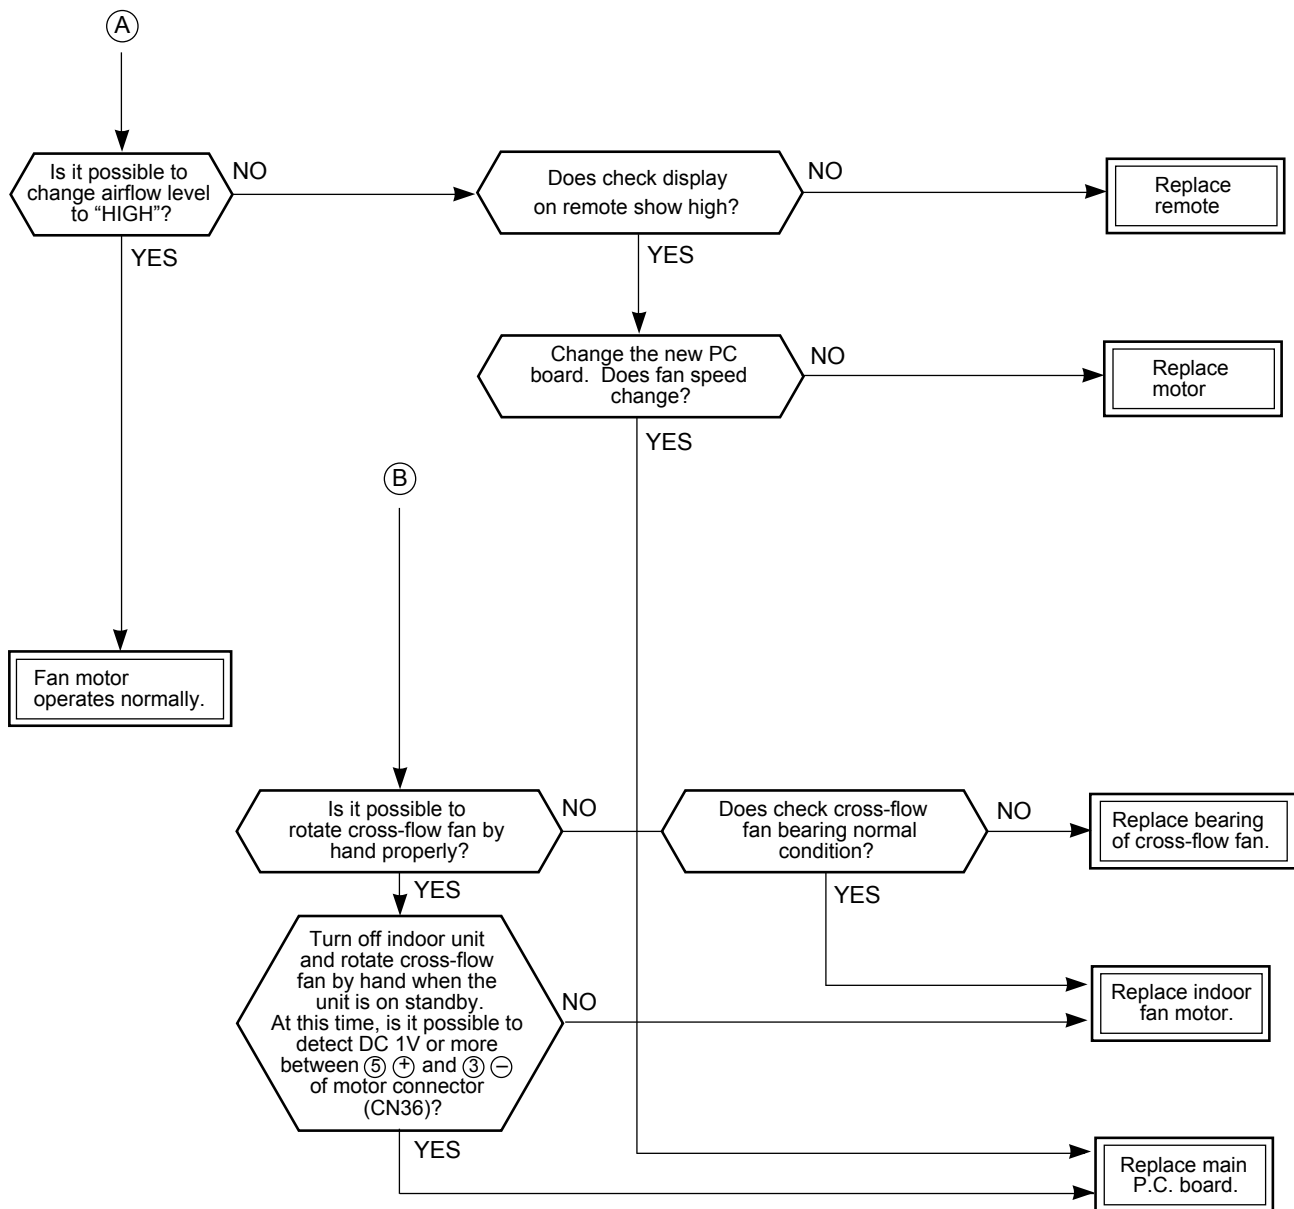 A
Is it possible to
change airflow level
to “HIGH”?
NO
Does check display
on remote show high?
NO
Replace
remote
YES
YES
Change the new PC
board. Does fan speed
change?
NO
Replace
motor
YES
B
Fan motor
operates normally.
Is it possible to
rotate cross-flow fan by
hand properly?
NO
Does check cross-flow
fan bearing normal
condition?
NO
Replace bearing
of cross-flow fan.
YES
YES
Turn off indoor unit
and rotate cross-flow
fan by hand when the
unit is on standby.
At this time, is it possible to
detect DC 1V or more
between ⑤ ⊕ and ③ ⊖
of motor connector
(CN36)?
NO
Replace indoor
fan motor.
YES
Replace main
P.C. board.